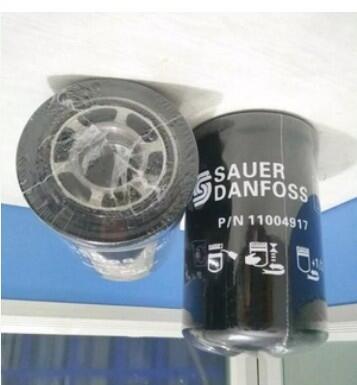 SAUER
DANFOSS
P/N 11004917